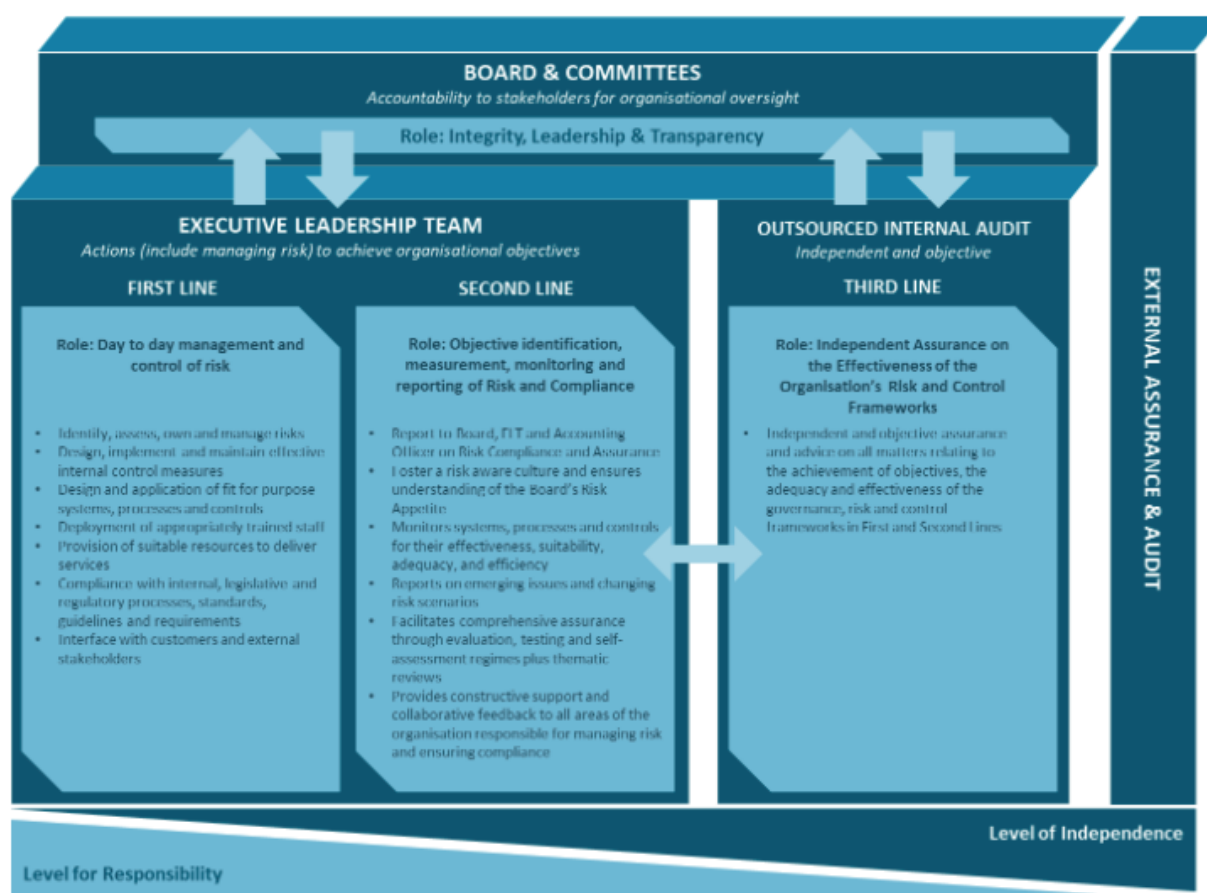 BOARD & COMMITTEES
Accountability to stakeholders for organisational oversight
Role: Integrity, Leadership & Transparency
EXECUTIVE LEADERSHIP TEAM
Actions (include managing risk) to achieve organisational objectives
FIRST LINE
Role: Day to day management and
control of risk
• Identify, assess, own and manage risks
• Design, implement and maintain effective
internal control measures
• Design and application of fit for purpose
systems, processes and controls
• Deployment of appropriately trained staff
• Provision of suitable resources to deliver
services
• Compliance with internal, legislative and
regulatory processes, standards,
guidelines and requirements
• Interface with customers and external
stakeholders
SECOND LINE
Role: Objective identification,
measurement, monitoring and
reporting of Risk and Compliance
• Report to Board, ELT and Accounting
Officer on Risk Compliance and Assurance
• Foster a risk aware culture and ensures
understanding of the Board's Risk
Appetite
• Monitors systems, processes and controls
for their effectiveness, suitability,
adequacy, and efficiency
• Reports on emerging issues and changing
risk scenarios
• Facilitates comprehensive assurance
through evaluation, testing and self-
assessment regimes plus thematic
reviews
• Provides constructive support and
collaborative feedback to all areas of the
organisation responsible for managing risk
and ensuring compliance
OUTSOURCED INTERNAL AUDIT
Independent and objective
THIRD LINE
Role: Independent Assurance on
the Effectiveness of the
Organisation's Risk and Control
Frameworks
• Independent and objective assurance
and advice on all matters relating to
the achievement of objectives, the
adequacy and effectiveness of the
governance, risk and control
frameworks in First and Second Lines
EXTERNAL ASSURANCE & AUDIT
Level of Independence
Level for Responsibility